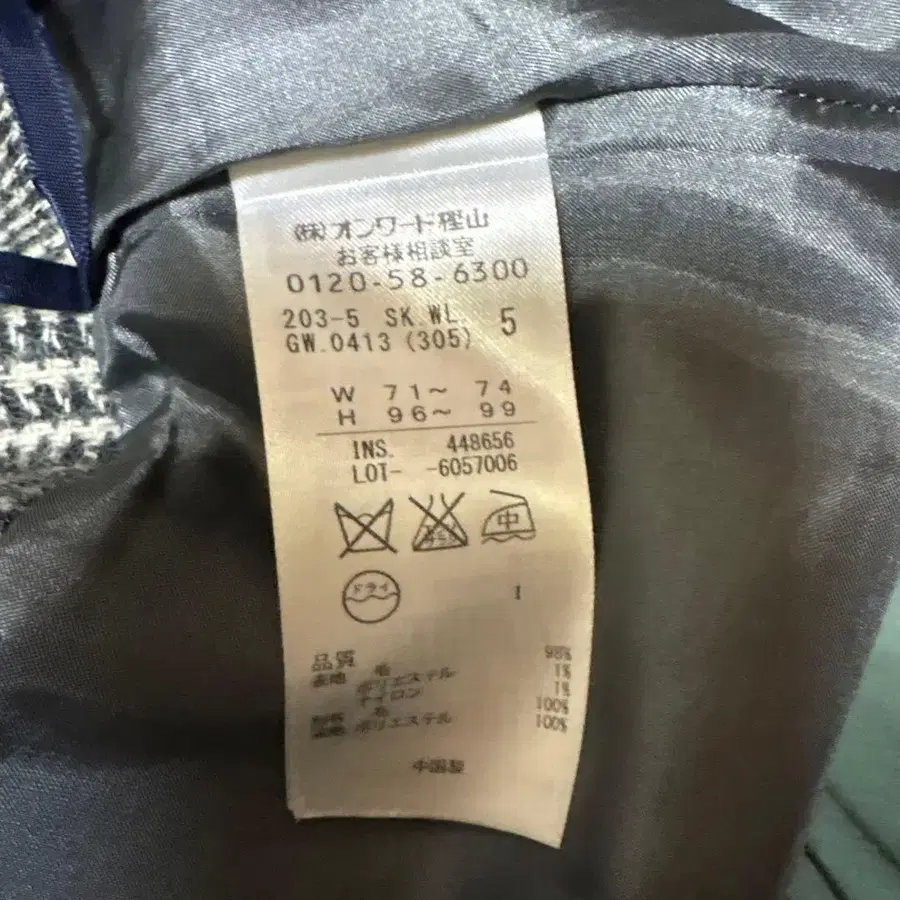 ㈱オンワード樫山
お客様相談室
0120-58-6300
203-5 SK.WL. 5
GW.0413 (305)
W 71～ 74
H 96～ 99
INS. 448656
LOT- -6057006
中
ドライ
1
品質
表地 毛 98%
ポリエステル 1%
ナイロン 1%
毛 100%
ポリエステル 100%
中国製